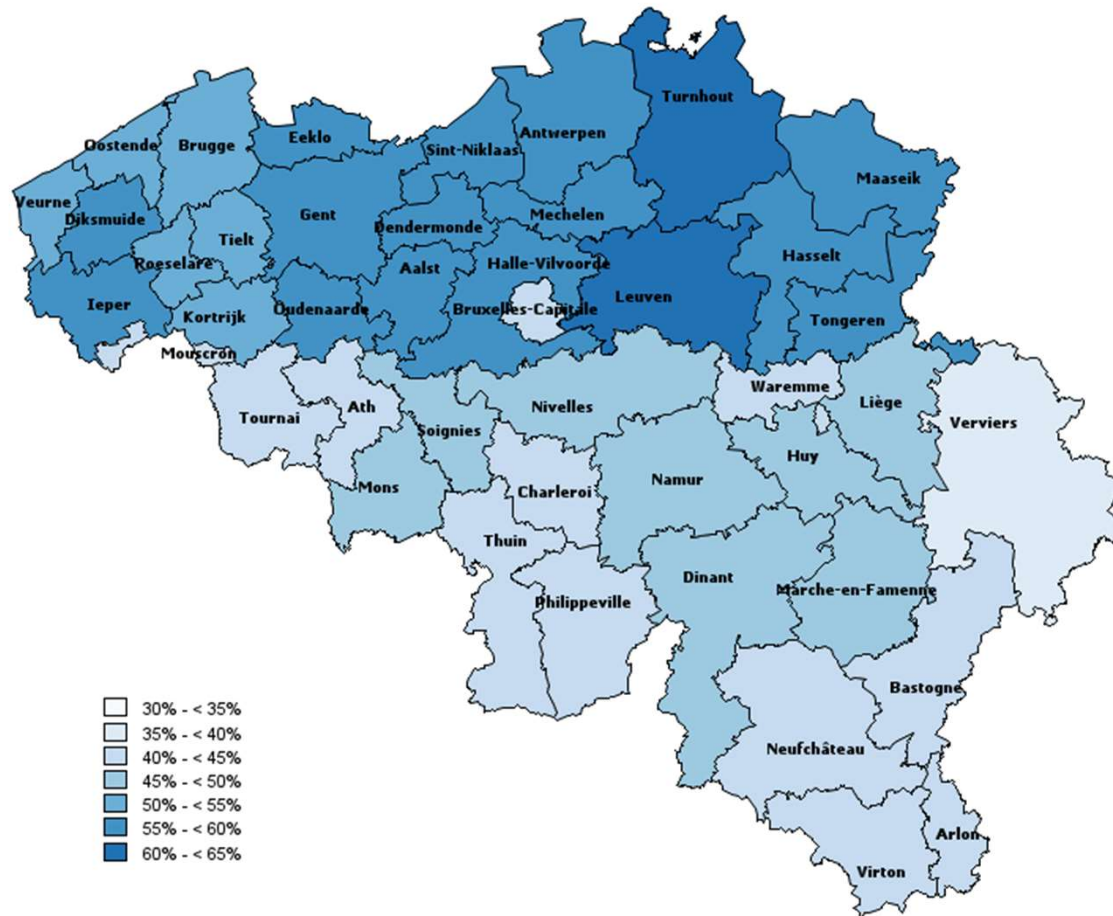 Turnhout
Antwerpen
Oostende
Brugge
Eeklo
Sint-Niklaas
Maaseik
Veurne
Diksmuide
Gent
Dendermonde
Mechelen
Tielt
Hasselt
Roeselare
Aalst
Halle-Vilvoorde
Ieper
Kortrijk
Oudenaarde
Bruxelles-Capitale
Leuven
Tongeren
Mouscron
Waremme
Tournai
Ath
Nivelles
Liège
Soignies
Verviers
Huy
Mons
Charleroi
Namur
Thuin
Dinant
Marche-en-Famenne
Philippeville
Bastogne
Neufchâteau
Arlon
Virton
30% - < 35%
35% - < 40%
40% - < 45%
45% - < 50%
50% - < 55%
55% - < 60%
60% - < 65%